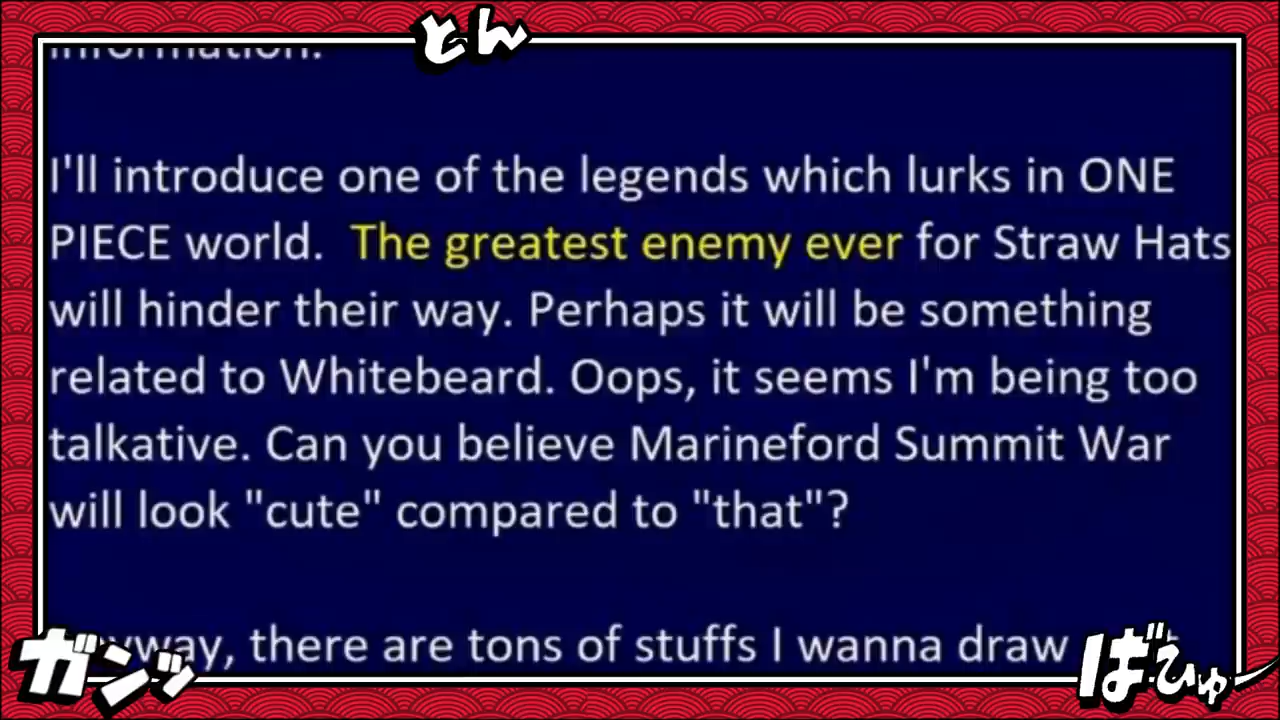 とん
information.
I'll introduce one of the legends which lurks in ONE
PIECE world. The greatest enemy ever for Straw Hats
will hinder their way. Perhaps it will be something
related to Whitebeard. Oops, it seems I'm being too
talkative. Can you believe Marineford Summit War
will look "cute" compared to "that"?
way, there are tons of stuffs I wanna draw
ガンッ
ばひゅー